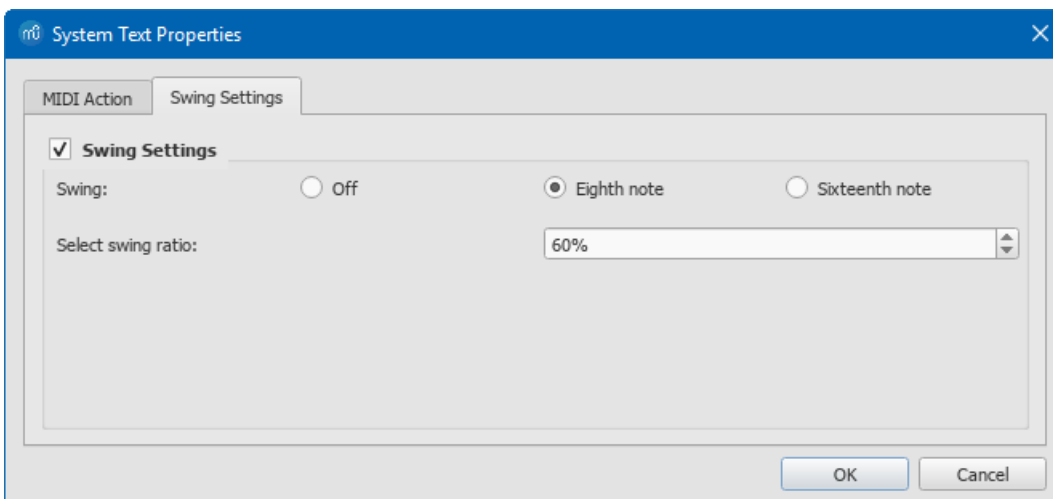 System Text Properties
MIDI Action Swing Settings
Swing Settings
Swing: Off Eighth note Sixteenth note
Select swing ratio: 60%
OK Cancel